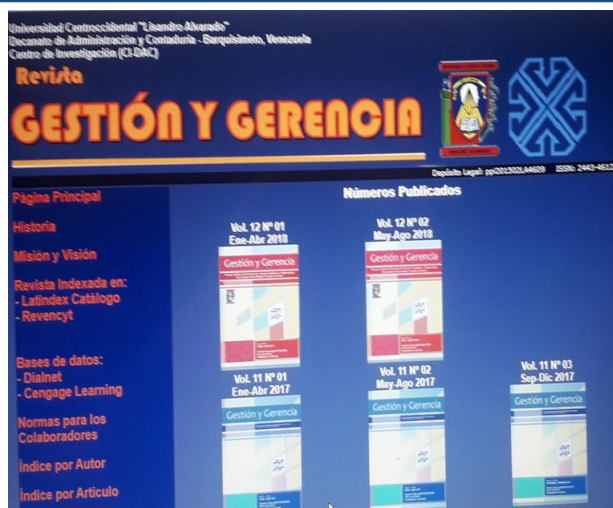 Universidad Centroccidental "Lisandro Alvarado"
Decanato de Administración y Contaduría - Barquisimeto, Venezuela
Centro de Investigación (CI-DAC)
Revista
GESTIÓN Y GERENCIA
Depósito Legal: ppi201502LA4609 ISSN: 2443-4612
Página Principal
Historia
Misión y Visión
Revista Indexada en:
- Latindex Catálogo
- Revencyt
Bases de datos:
- Dialnet
- Cengage Learning
Normas para los
Colaboradores
Índice por Autor
Índice por Artículo
Números Publicados
Vol. 12 Nº 01
Ene-Abr 2018
Gestión y Gerencia
Vol. 12 Nº 02
May-Ago 2018
Gestión y Gerencia
Vol. 11 Nº 01
Ene-Abr 2017
Gestión y Gerencia
Vol. 11 Nº 02
May-Ago 2017
Gestión y Gerencia
Vol. 11 Nº 03
Sep-Dic 2017
Gestión y Gerencia